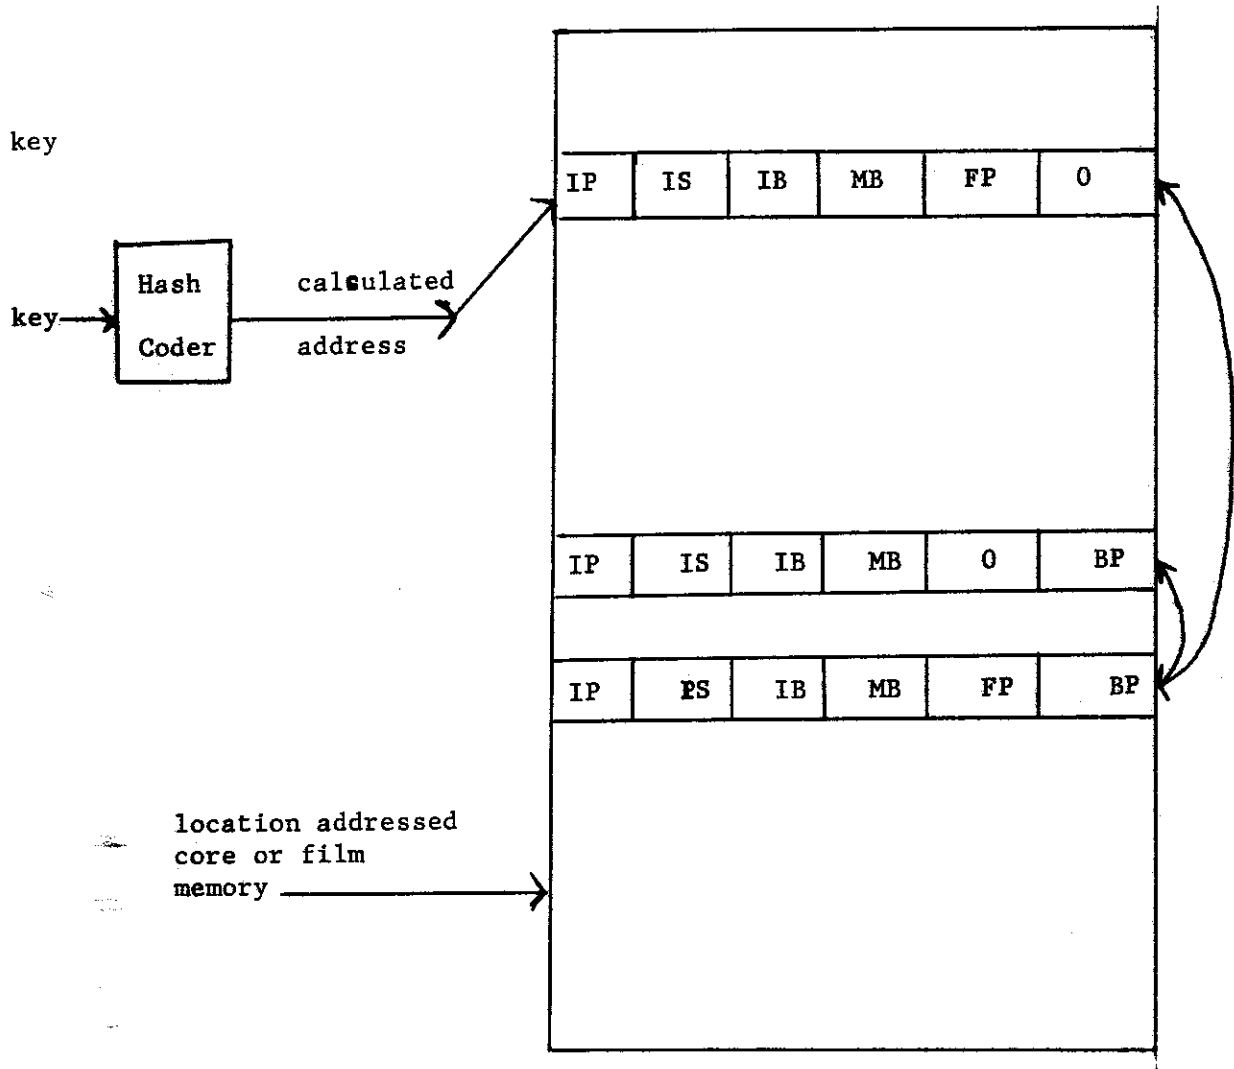 key
IP IS IB MB FP 0
Hash
Coder
key
calculated
address
IP IS IB MB 0 BP
IP IS IB MB FP BP
location addressed
core or film
memory